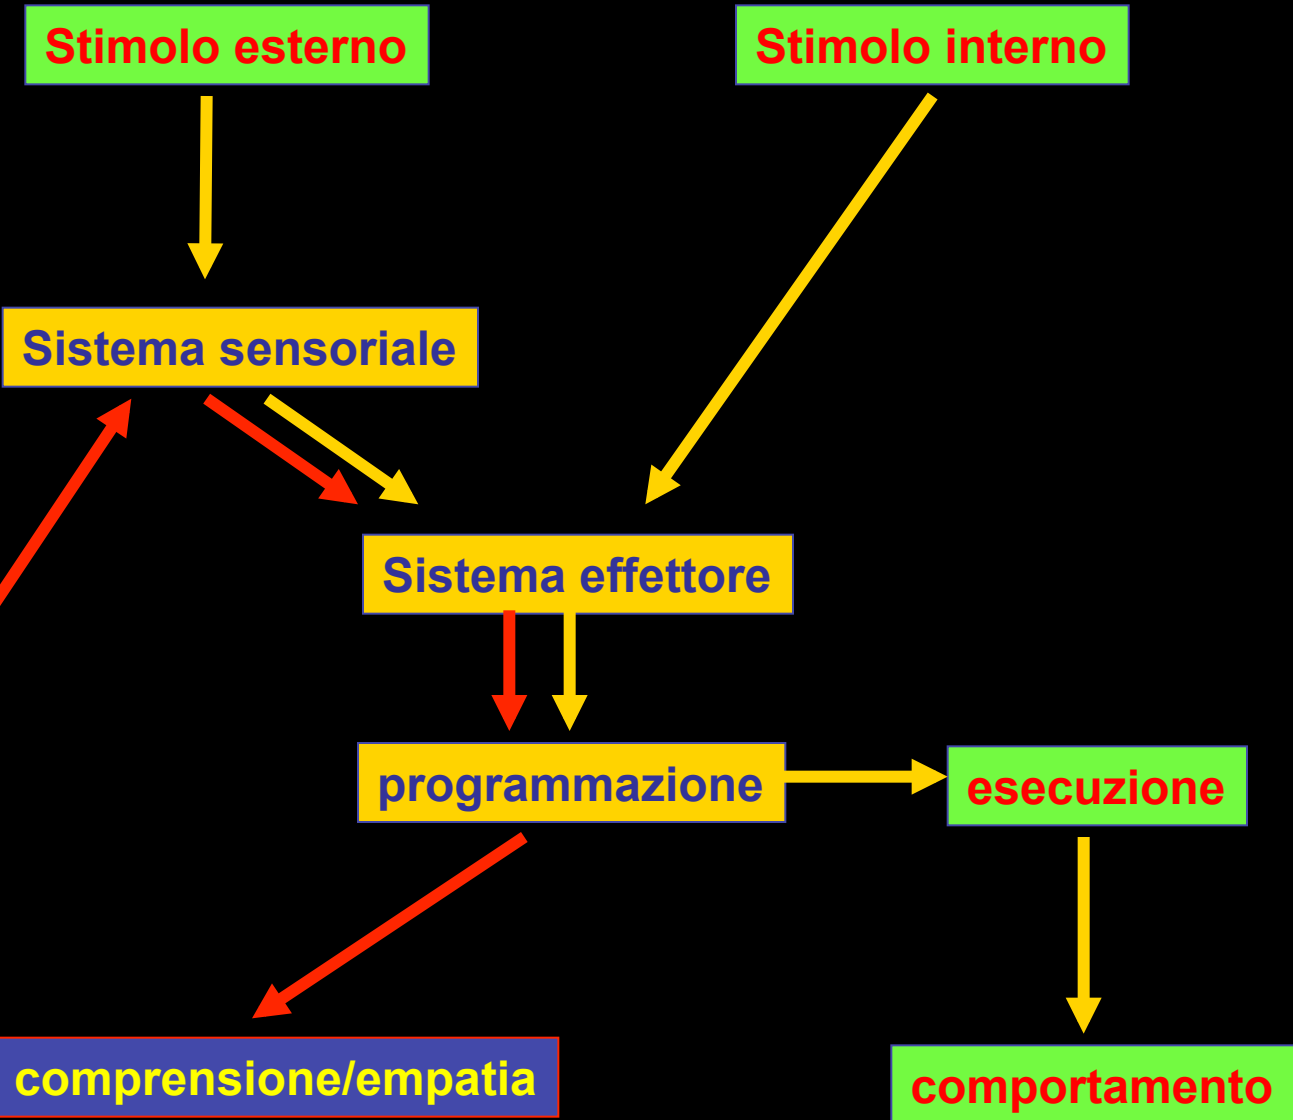 Stimolo esterno
Stimolo interno
Sistema sensoriale
Sistema effettore
programmazione
esecuzione
comprensione/empatia
comportamento